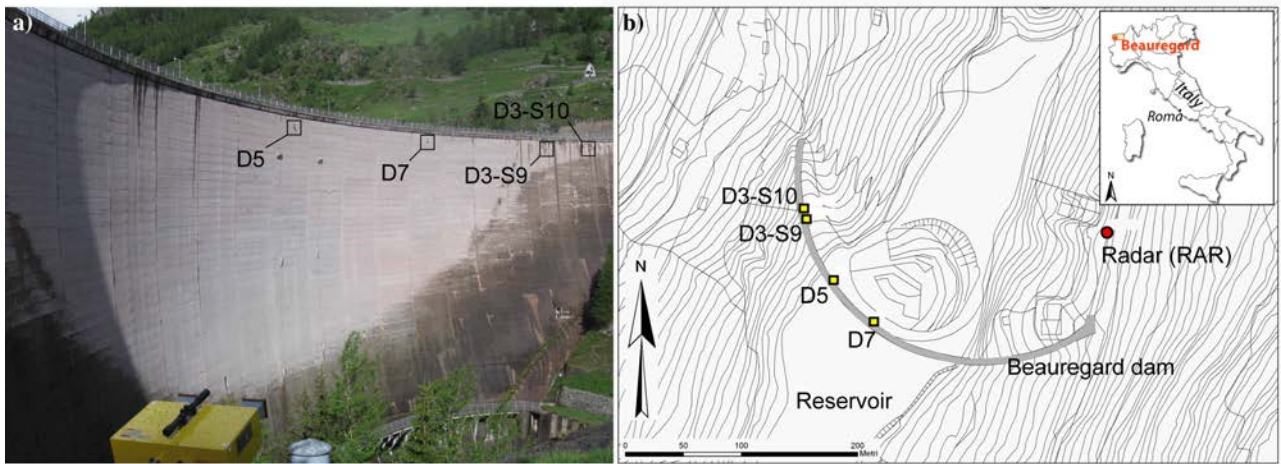 a)
D3-S10
D5
D7
D3-S9
b)
Beauregard
Italy
Roma
N
D3-S10
D3-S9
Radar (RAR)
N
D5
D7
Beauregard dam
Reservoir
0 50 100 200
Metri